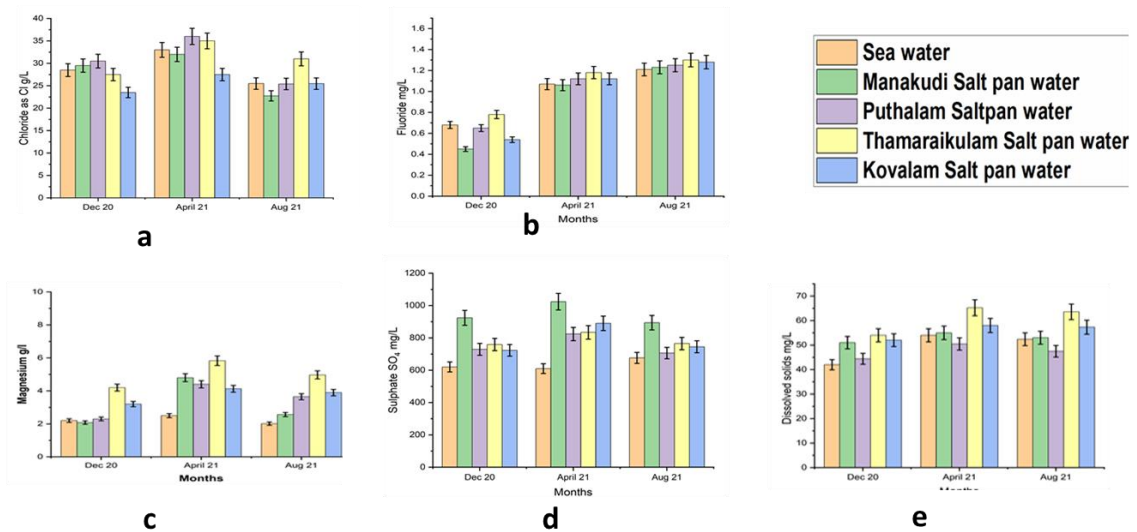 Chloride as Cl g/L
40
35
30
25
20
15
10
5
0
Dec 20 April 21 Aug 21
a
Fluoride mg/L
1.6
1.4
1.2
1.0
0.8
0.6
0.4
0.2
0.0
Dec 20 April 21 Aug 21
Months
b
Sea water
Manakudi Salt pan water
Puthalam Saltpan water
Thamaraikulam Salt pan water
Kovalam Salt pan water
Magnesium g/l
10
8
6
4
2
0
Dec 20 April 21 Aug 21
Months
c
Sulphate SO₄ mg/L
1200
1000
800
600
400
200
0
Dec 20 April 21 Aug 21
Months
d
Dissolved solids mg/L
70
60
50
40
30
20
10
0
Dec 20 April 21 Aug 21
e